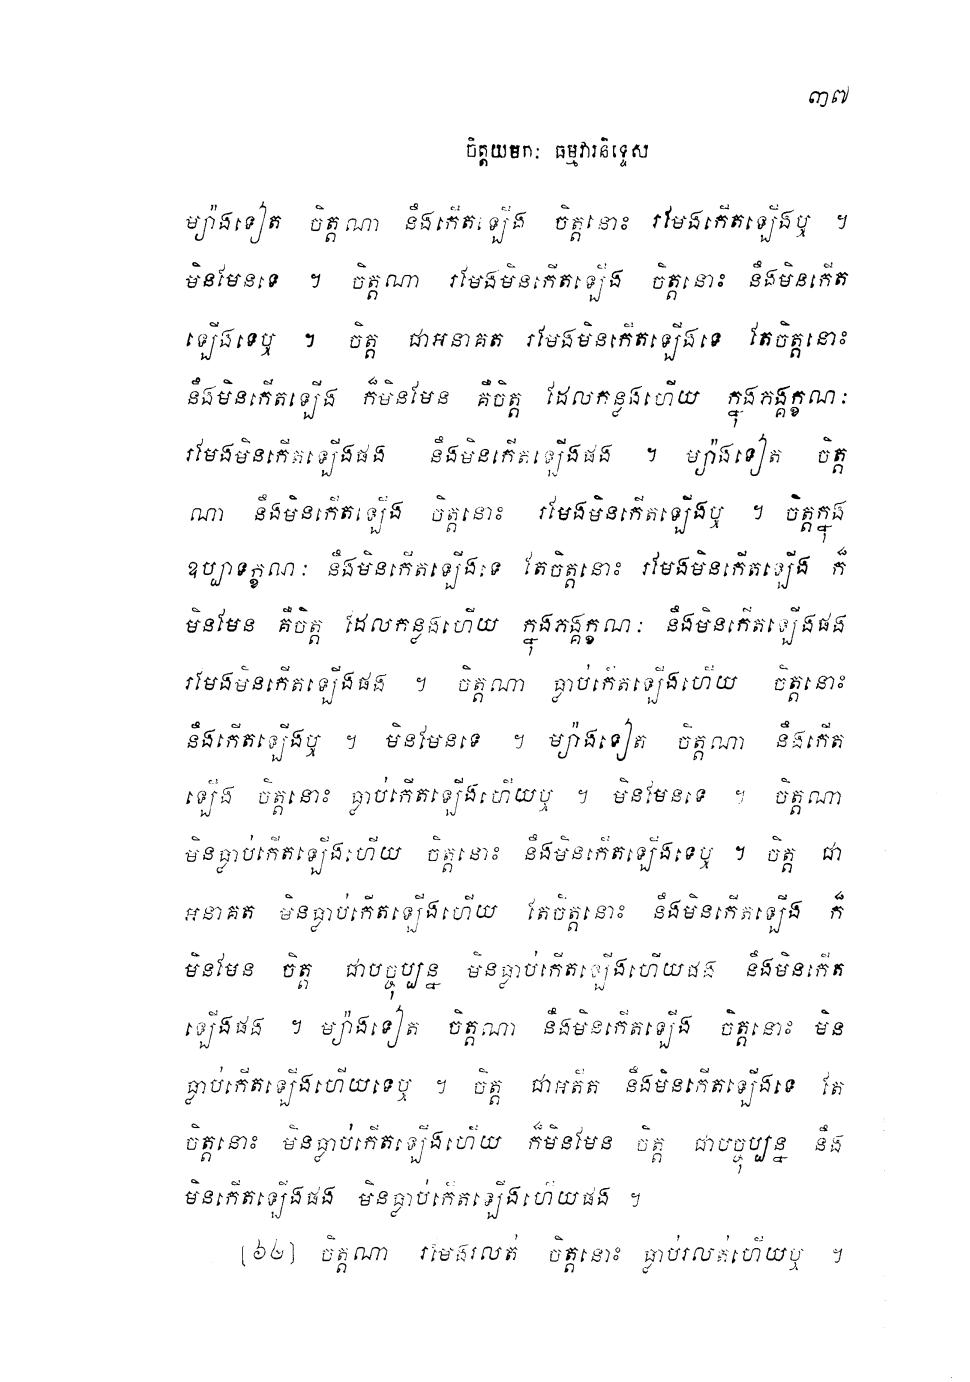 ៣៧
ចិត្តយមកៈ ធម្មវារនិទ្ទេស
ម្យ៉ាងទៀត ចិត្តណា នឹងកើតឡើង ចិត្តនោះ រមែងកើតឡើងឬ ។
មិនមែនទេ ។ ចិត្តណា រមែងមិនកើតឡើង ចិត្តនោះ នឹងមិនកើត
ឡើងទេឬ ។ ចិត្ត ជាអនាគត រមែងមិនកើតឡើងទេ តែចិត្តនោះ
នឹងមិនកើតឡើង ក៏មិនមែន គឺចិត្ត ដែលកន្លងហើយ ក្នុងភង្គក្ខណៈ
រមែងមិនកើតឡើងផង នឹងមិនកើតឡើងផង ។ ម្យ៉ាងទៀត ចិត្ត
ណា នឹងមិនកើតឡើង ចិត្តនោះ រមែងមិនកើតឡើងឬ ។ ចិត្តក្នុង
ឧប្បាទក្ខណៈ នឹងមិនកើតឡើងទេ តែចិត្តនោះ រមែងមិនកើតឡើង ក៏
មិនមែន គឺចិត្ត ដែលកន្លងហើយ ក្នុងភង្គក្ខណៈ នឹងមិនកើតឡើងផង
រមែងមិនកើតឡើងផង ។ ចិត្តណា ធ្លាប់កើតឡើងហើយ ចិត្តនោះ
នឹងកើតឡើងឬ ។ មិនមែនទេ ។ ម្យ៉ាងទៀត ចិត្តណា នឹងកើត
ឡើង ចិត្តនោះ ធ្លាប់កើតឡើងហើយឬ ។ មិនមែនទេ ។ ចិត្តណា
មិនធ្លាប់កើតឡើងហើយ ចិត្តនោះ នឹងមិនកើតឡើងទេឬ ។ ចិត្ត ជា
អនាគត មិនធ្លាប់កើតឡើងហើយ តែចិត្តនោះ នឹងមិនកើតឡើង ក៏
មិនមែន ចិត្ត ជាបច្ចុប្បន្ន មិនធ្លាប់កើតឡើងហើយផង នឹងមិនកើត
ឡើងផង ។ ម្យ៉ាងទៀត ចិត្តណា នឹងមិនកើតឡើង ចិត្តនោះ មិន
ធ្លាប់កើតឡើងហើយទេឬ ។ ចិត្ត ជាអតីត នឹងមិនកើតឡើងទេ តែ
ចិត្តនោះ មិនធ្លាប់កើតឡើងហើយ ក៏មិនមែន ចិត្ត ជាបច្ចុប្បន្ន នឹង
មិនកើតឡើងផង មិនធ្លាប់កើតឡើងហើយផង ។
[៦៤] ចិត្តណា រមែងរលត់ ចិត្តនោះ ធ្លាប់រលត់ហើយឬ ។